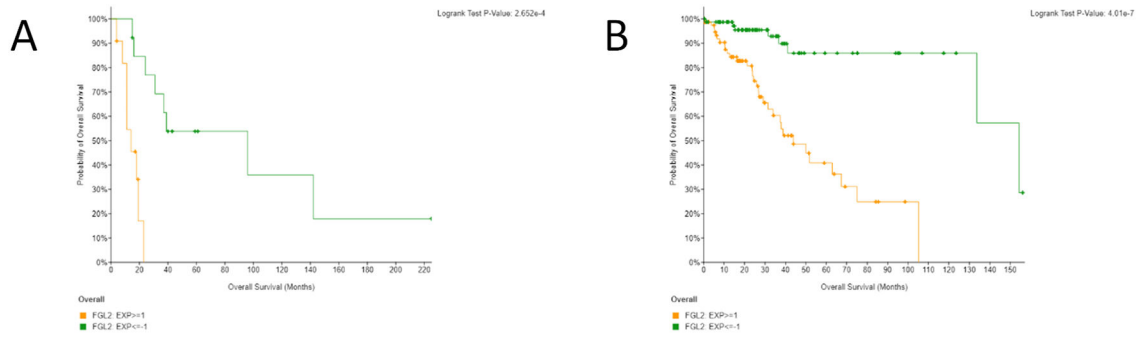 A
Logrank Test P-Value: 2.652e-4
100%
90%
80%
70%
60%
50%
40%
30%
20%
10%
0%
Probability of Overall Survival
0 20 40 60 80 100 120 140 160 180 200 220
Overall Survival (Months)
Overall
FGL2: EXP>=1
FGL2: EXP<=-1
B
Logrank Test P-Value: 4.01e-7
100%
90%
80%
70%
60%
50%
40%
30%
20%
10%
0%
Probability of Overall Survival
0 10 20 30 40 50 60 70 80 90 100 110 120 130 140 150
Overall Survival (Months)
Overall
FGL2: EXP>=1
FGL2: EXP<=-1